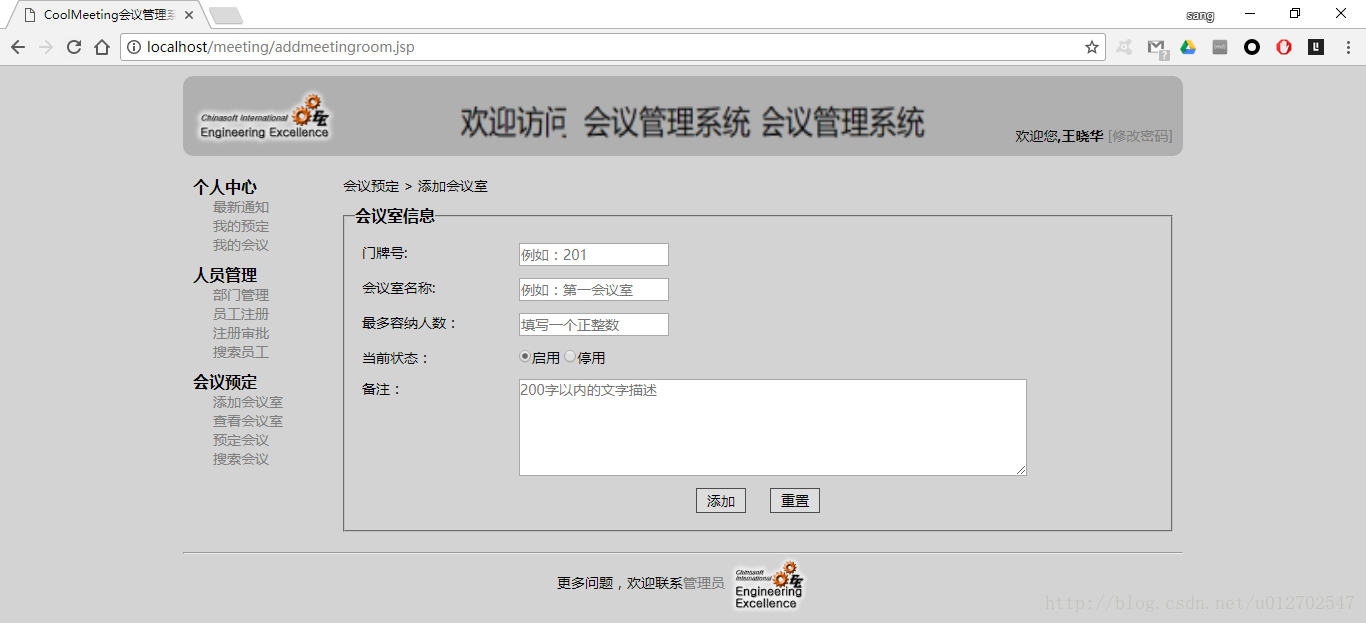 CoolMeeting会议管理系
sang
localhost/meeting/addmeetingroom.jsp
Chinasoft International
Engineering Excellence
欢迎访问 会议管理系统 会议管理系统
欢迎您,王晓华 [修改密码]
个人中心
最新通知
我的预定
我的会议
人员管理
部门管理
员工注册
注册审批
搜索员工
会议预定
添加会议室
查看会议室
预定会议
搜索会议
会议预定 > 添加会议室
会议室信息
门牌号: 例如：201
会议室名称: 例如：第一会议室
最多容纳人数： 填写一个正整数
当前状态： 启用 停用
备注： 200字以内的文字描述
添加 重置
更多问题，欢迎联系管理员
Chinasoft
International
Engineering
Excellence
http://blog.csdn.net/u012702547